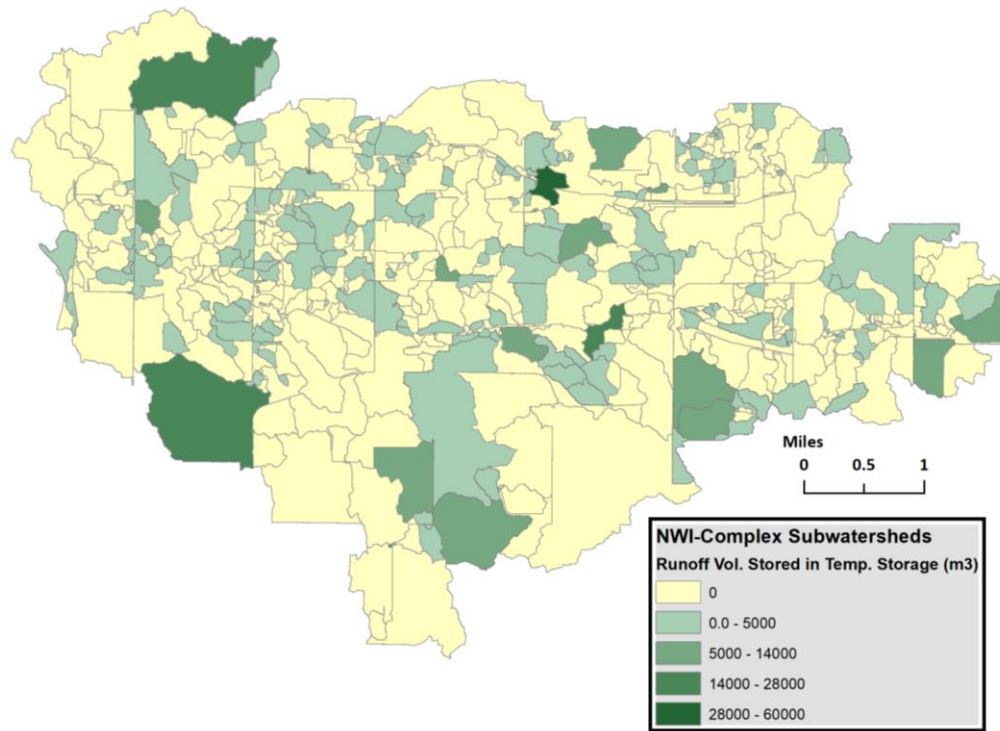 Miles
0 0.5 1
NWI-Complex Subwatersheds
Runoff Vol. Stored in Temp. Storage (m3)
0
0.0 - 5000
5000 - 14000
14000 - 28000
28000 - 60000